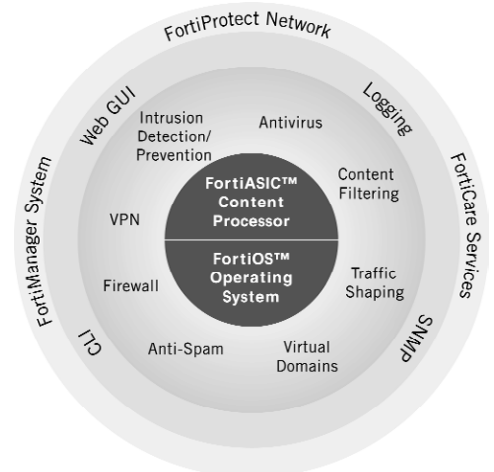 FortiProtect Network
Web GUI
Logging
FortiManager System
FortiCare Services
CLI
SNMP
Intrusion
Detection/
Prevention
Antivirus
Content
Filtering
VPN
Firewall
Traffic
Shaping
Anti-Spam
Virtual
Domains
FortiASIC™
Content
Processor
FortiOS™
Operating
System